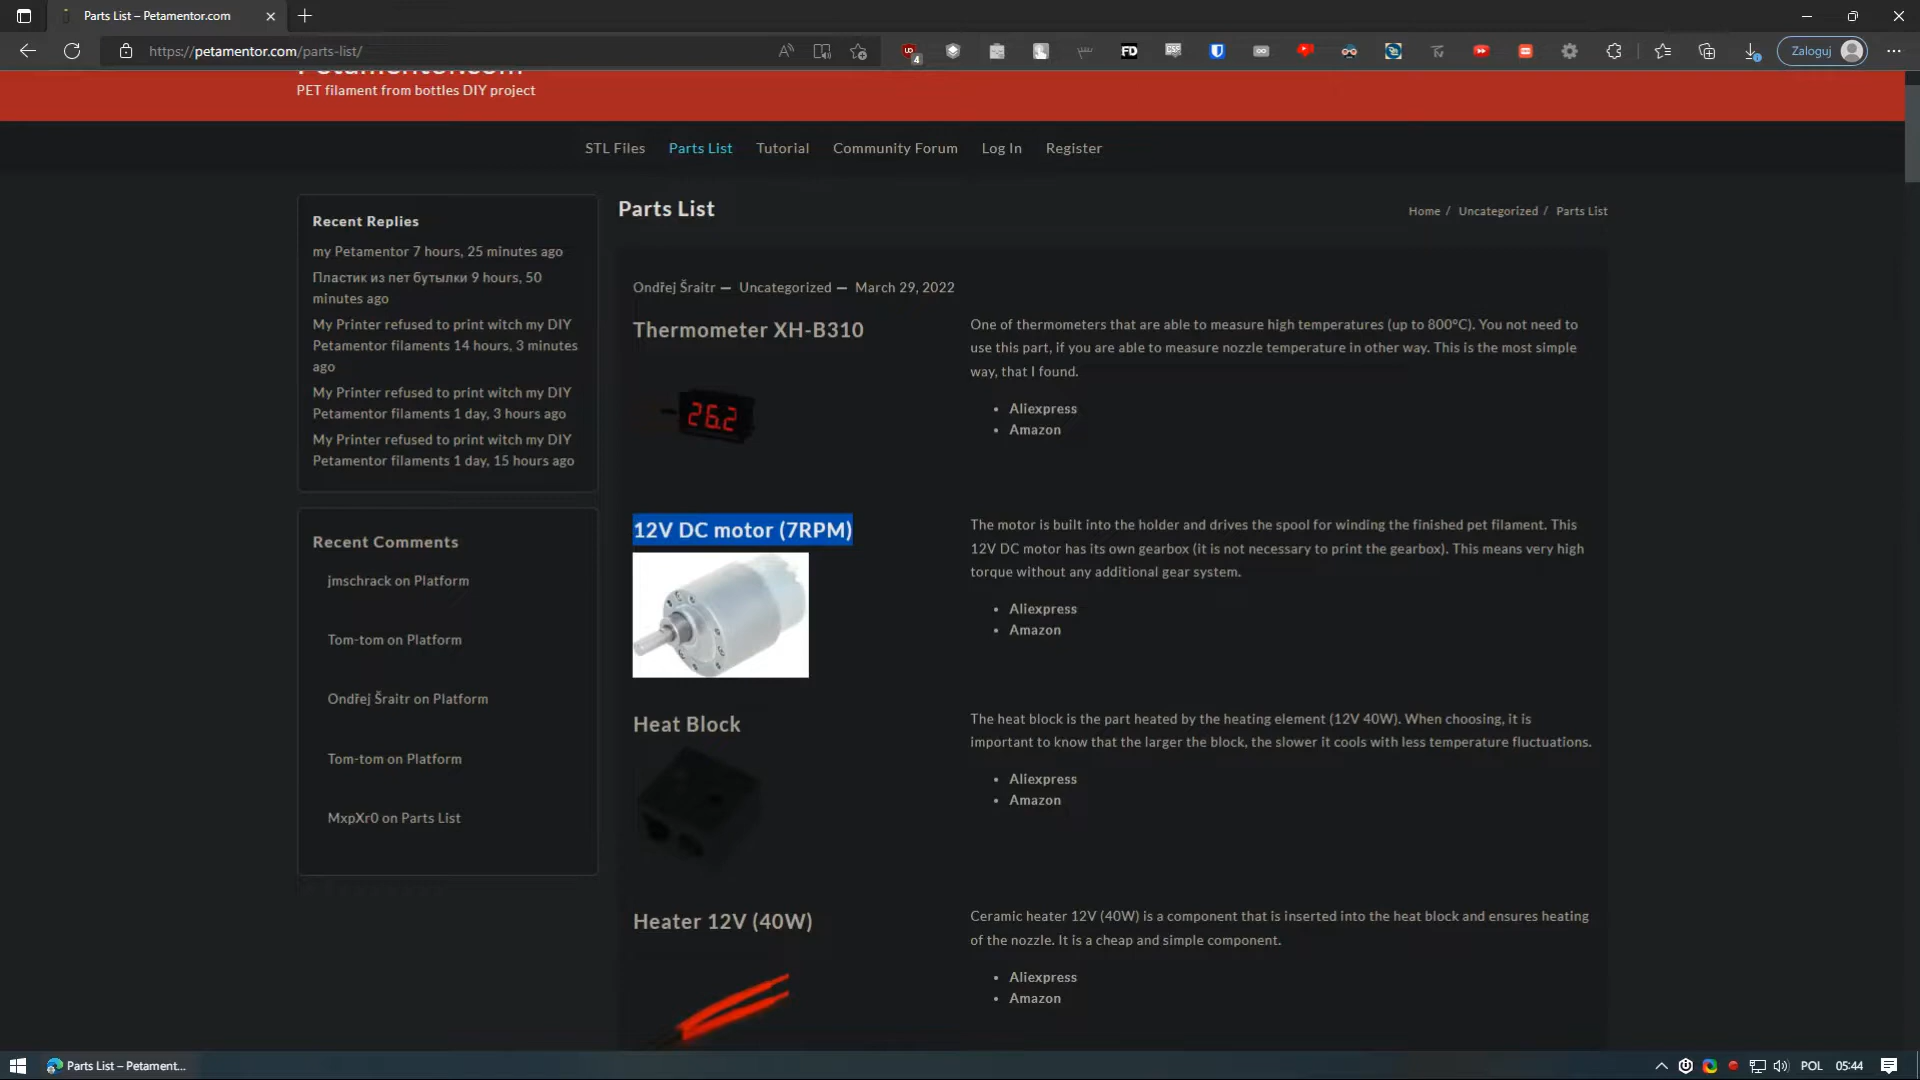 Parts List – Petamentor.com
https://petamentor.com/parts-list/
4
FD
CSP
Zaloguj
Petamentor.com
PET filament from bottles DIY project
STL Files
Parts List
Tutorial
Community Forum
Log In
Register
Recent Replies
my Petamentor 7 hours, 25 minutes ago
Пластик из пет бутылки 9 hours, 50
minutes ago
My Printer refused to print witch my DIY
Petamentor filaments 14 hours, 3 minutes
ago
My Printer refused to print witch my DIY
Petamentor filaments 1 day, 3 hours ago
My Printer refused to print witch my DIY
Petamentor filaments 1 day, 15 hours ago
Recent Comments
jmschrack on Platform
Tom-tom on Platform
Ondřej Šraitr on Platform
Tom-tom on Platform
MxpXr0 on Parts List
Parts List
Home / Uncategorized / Parts List
Ondřej Šraitr — Uncategorized — March 29, 2022
Thermometer XH-B310
26.2
One of thermometers that are able to measure high temperatures (up to 800°C). You not need to
use this part, if you are able to measure nozzle temperature in other way. This is the most simple
way, that I found.
• Aliexpress
• Amazon
12V DC motor (7RPM)
The motor is built into the holder and drives the spool for winding the finished pet filament. This
12V DC motor has its own gearbox (it is not necessary to print the gearbox). This means very high
torque without any additional gear system.
• Aliexpress
• Amazon
Heat Block
The heat block is the part heated by the heating element (12V 40W). When choosing, it is
important to know that the larger the block, the slower it cools with less temperature fluctuations.
• Aliexpress
• Amazon
Heater 12V (40W)
Ceramic heater 12V (40W) is a component that is inserted into the heat block and ensures heating
of the nozzle. It is a cheap and simple component.
• Aliexpress
• Amazon
Parts List – Petament...
POL
05:44